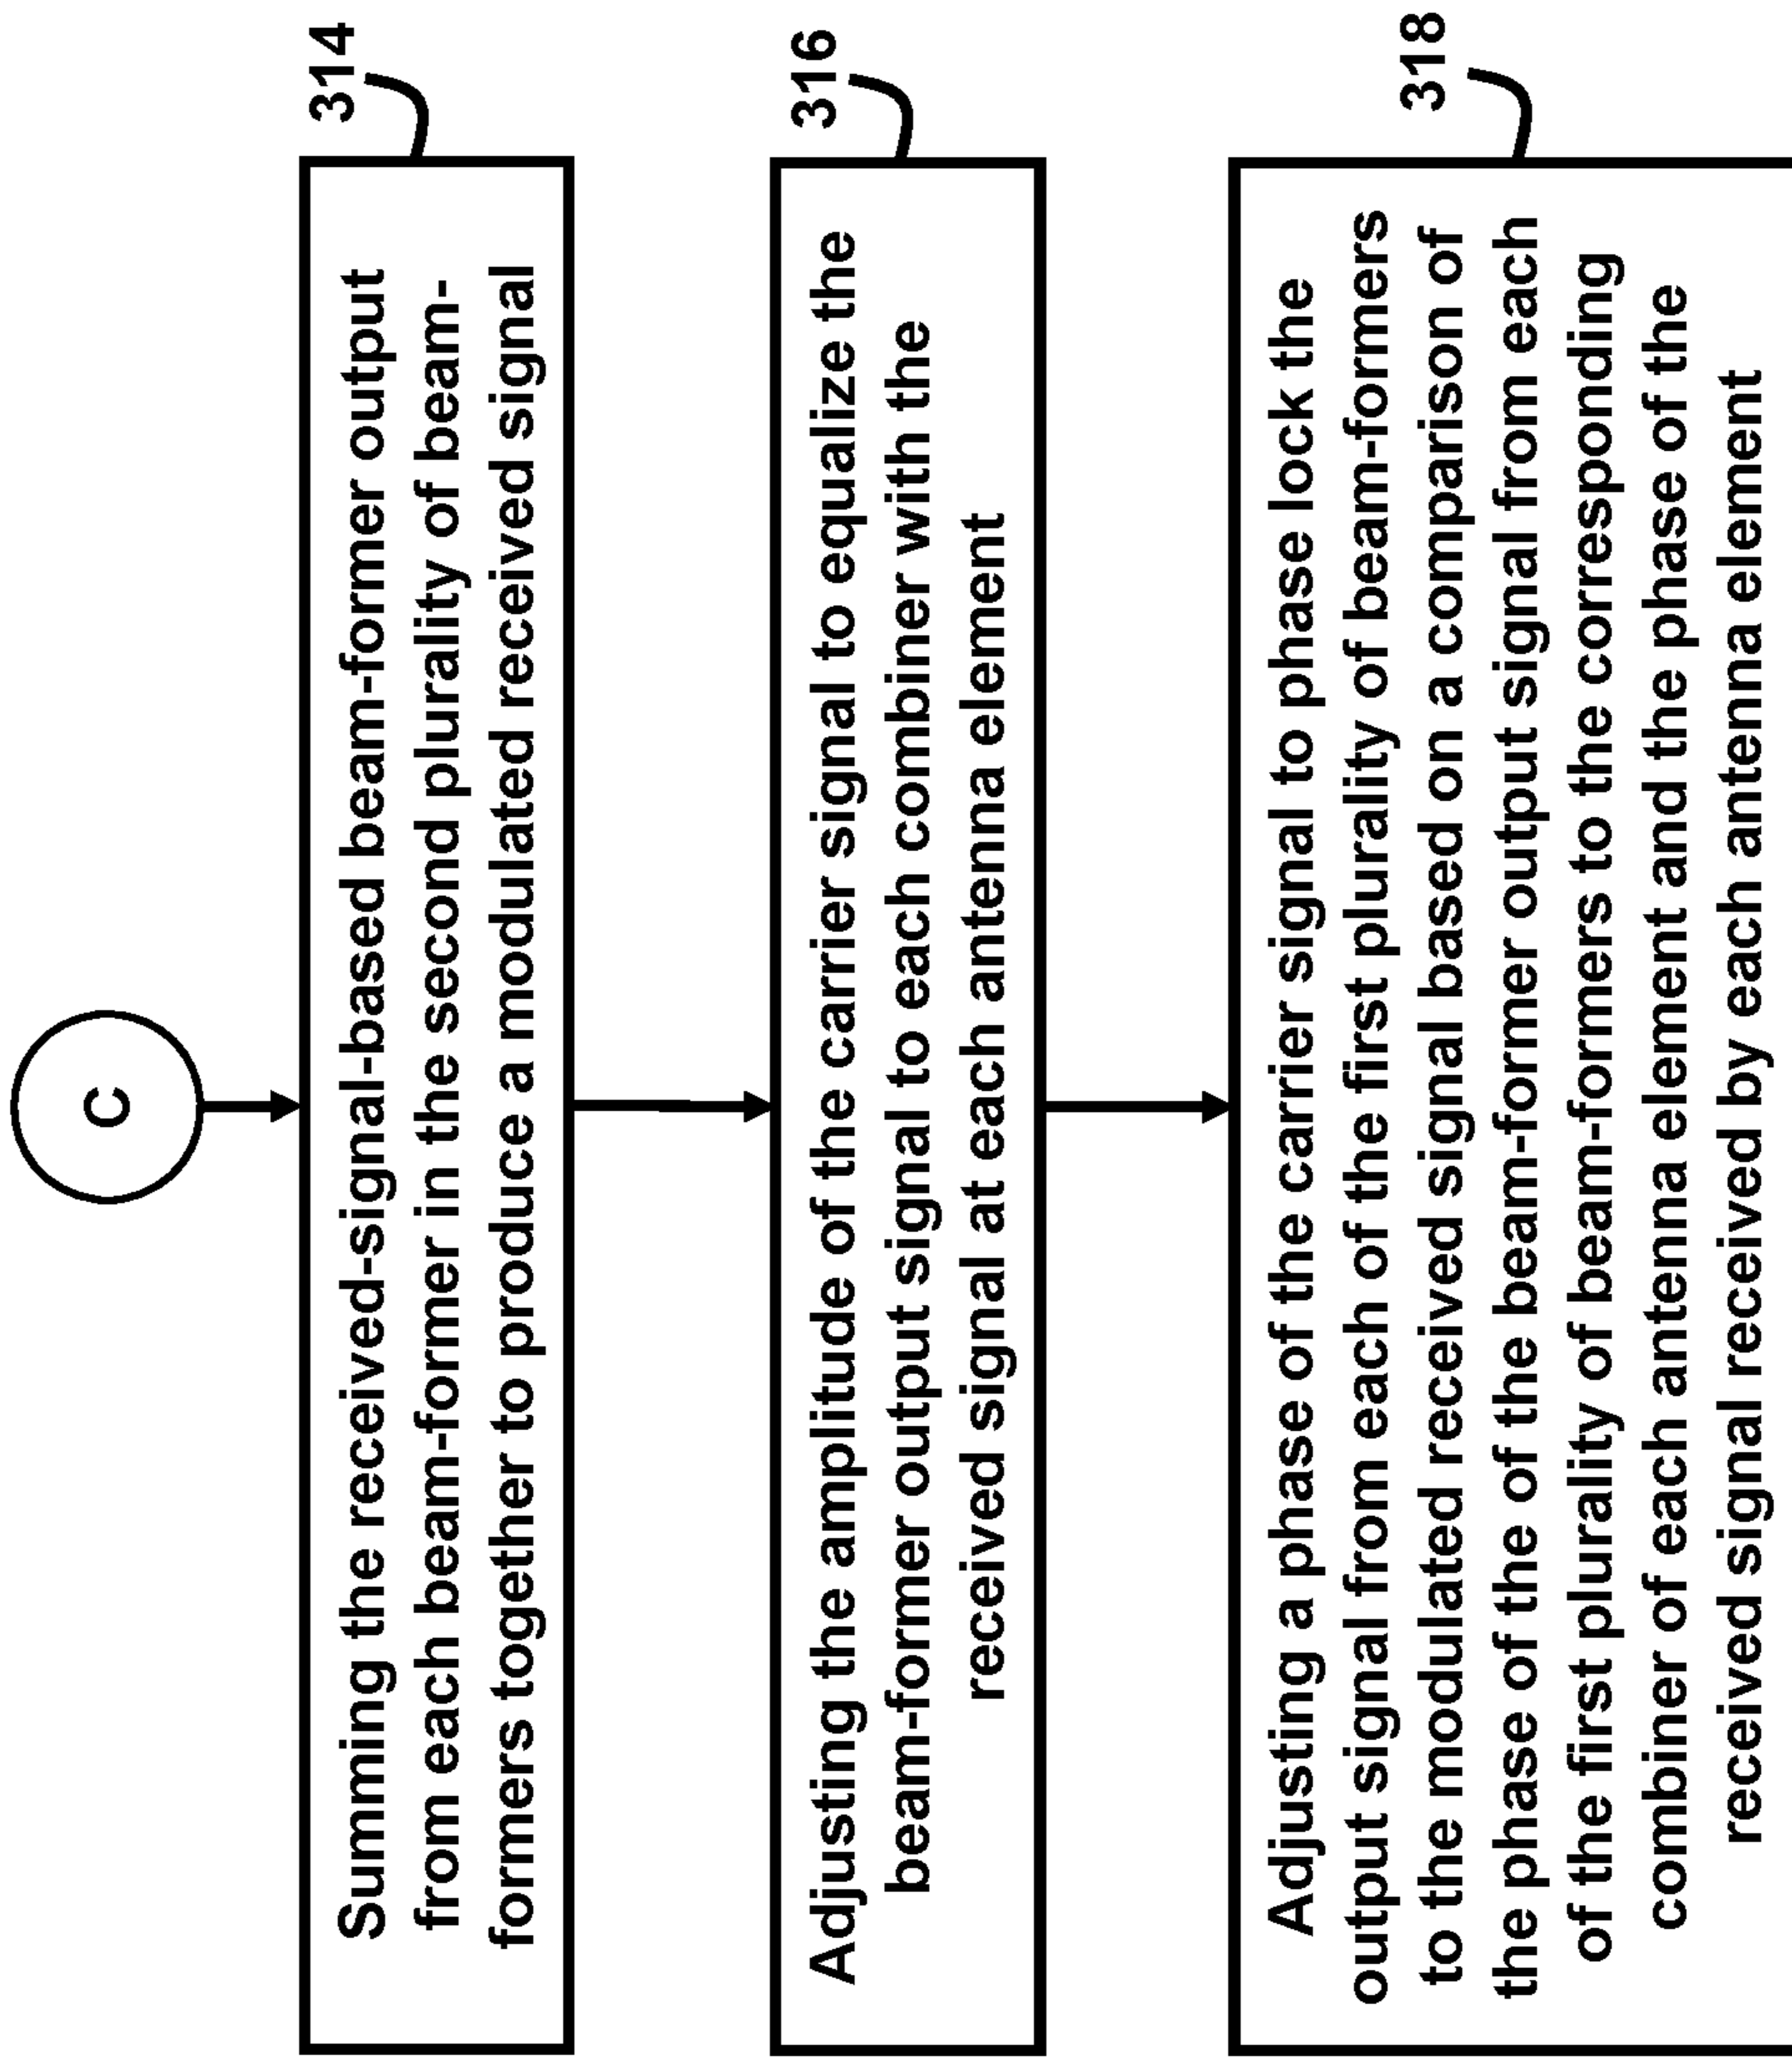 C
314
Summing the received-signal-based beam-former output
from each beam-former in the second plurality of beam-
formers together to produce a modulated received signal
316
Adjusting the amplitude of the carrier signal to equalize the
beam-former output signal to each combiner with the
received signal at each antenna element
318
Adjusting a phase of the carrier signal to phase lock the
output signal from each of the first plurality of beam-formers
to the modulated received signal based on a comparison of
the phase of the of the beam-former output signal from each
of the first plurality of beam-formers to the corresponding
combiner of each antenna element and the phase of the
received signal received by each antenna element